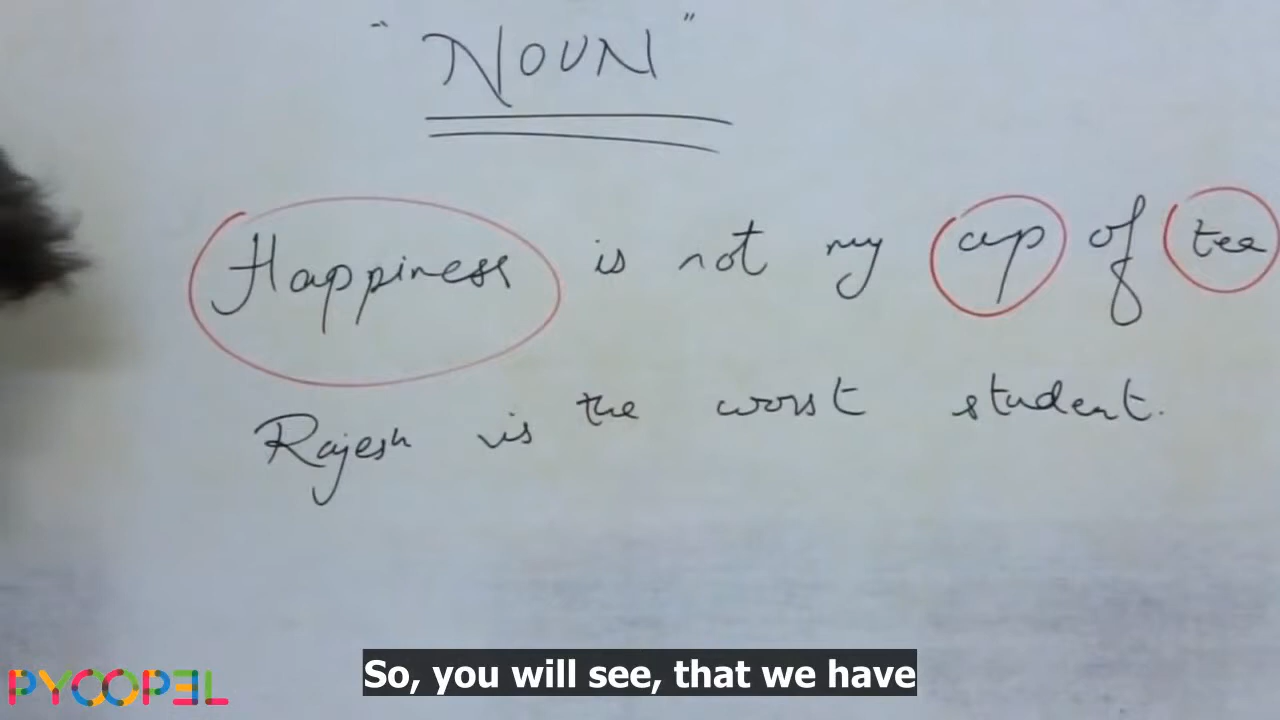 "NOUN"
Happiness is not my cup of tea
Rajesh is the worst student.
So, you will see, that we have
PYCOPEL